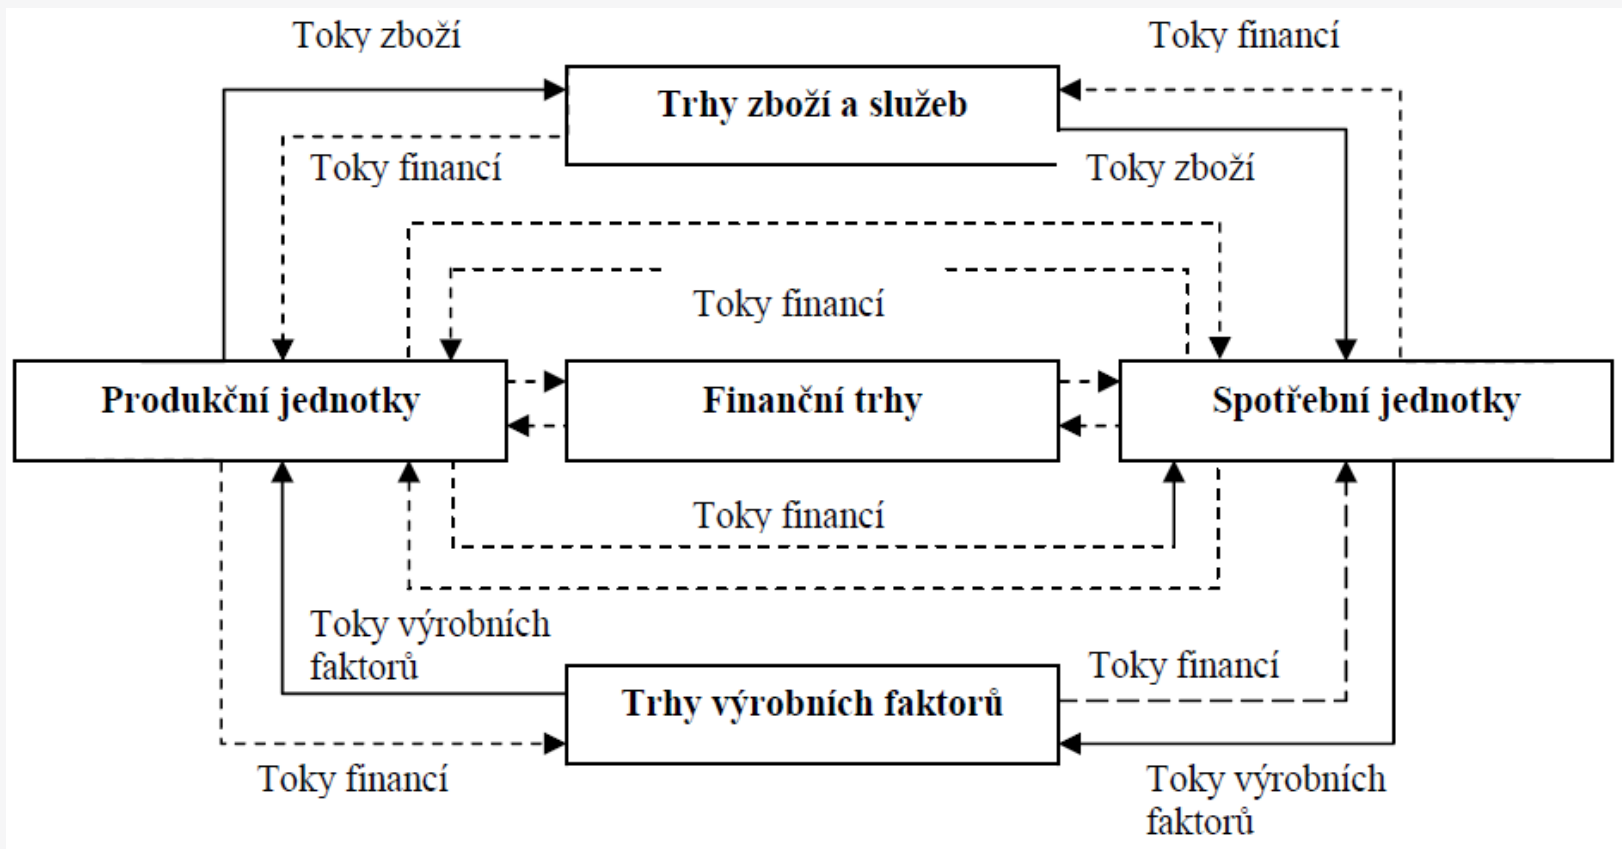 Toky zboží
Toky financí
Trhy zboží a služeb
Toky financí
Toky zboží
Toky financí
Produkční jednotky
Finanční trhy
Spotřební jednotky
Toky financí
Toky výrobních
faktorů
Toky financí
Trhy výrobních faktorů
Toky financí
Toky výrobních
faktorů